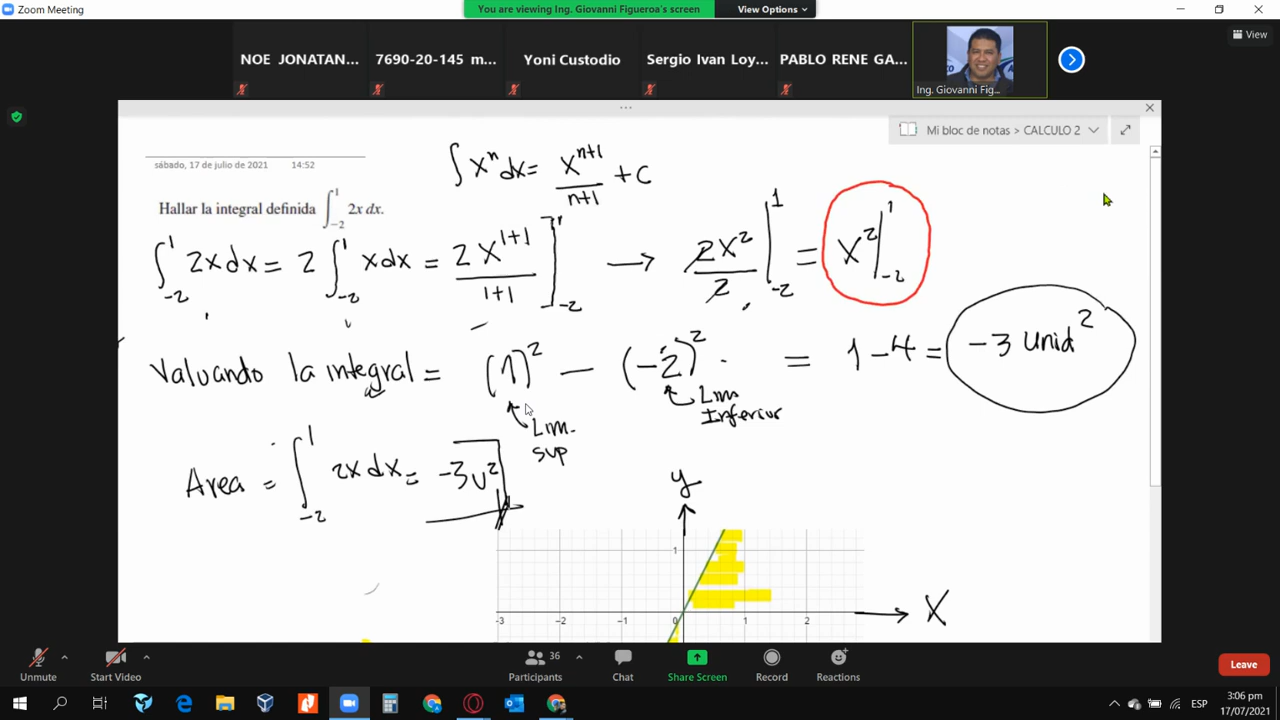 Zoom Meeting
You are viewing Ing. Giovanni Figueroa's screen
View Options
View
NOE JONATAN...
7690-20-145 m...
Yoni Custodio
Sergio Ivan Loy...
PABLO RENE GA...
Ing. Giovanni Fig...
Mi bloc de notas > CALCULO 2
sábado, 17 de julio de 2021 14:52
∫ xⁿ dx = xⁿ⁺¹/n+1 + C
Hallar la integral definida ∫₋₂¹ 2x dx.
∫₋₂¹ 2x dx = 2 ∫₋₂¹ x dx = 2x¹⁺¹/1+1 ]₋₂¹ → 2x²/2 |₋₂¹ = x² |₋₂¹
Valuando la integral = (1)² − (−2)² = 1 − 4 = −3 Unid²
Lim. sup
Lim Inferior
Area = ∫₋₂¹ 2x dx = −3u²
y
1
-3 -2 -1 0 1 2
X
Unmute
Start Video
36
Participants
Chat
Share Screen
Record
Reactions
Leave
ESP
3:06 pm
17/07/2021